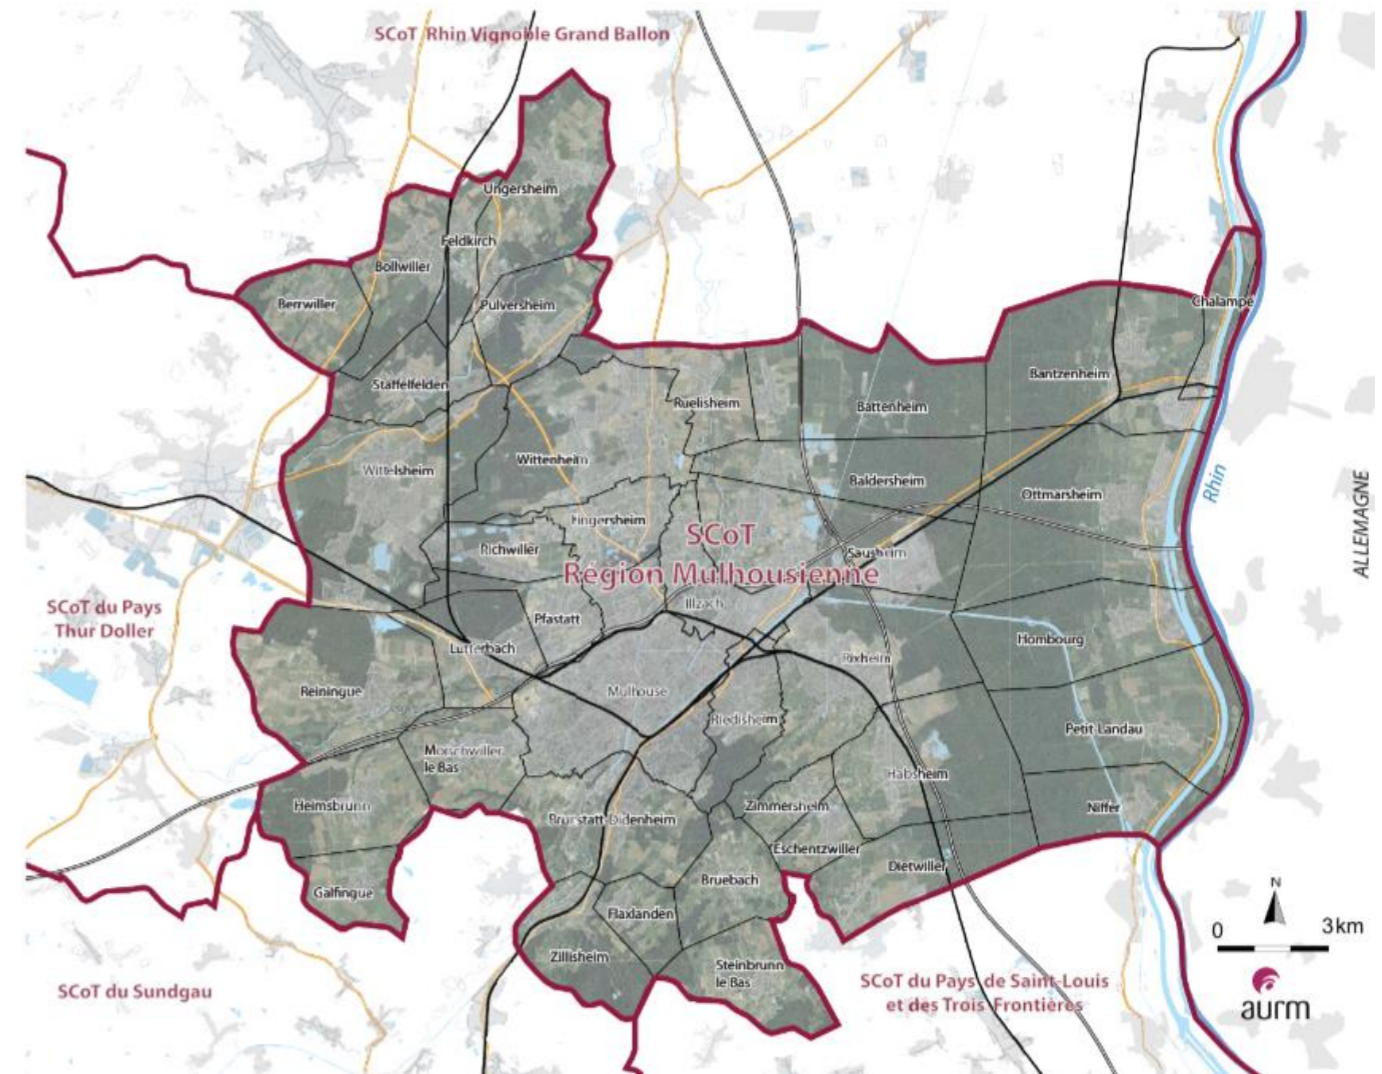 SCoT Rhin Vignoble Grand Ballon
Ungersheim
Feldkirch
Bollwiller
Berrwiller
Pulversheim
Chalampé
Staffelfelden
Bantzenheim
Ruelisheim
Battenheim
Wittelsheim
Wittenheim
Baldersheim
Ottmarsheim
Rhin
ALLEMAGNE
Kingersheim
Richwiller
SCoT
Région Mulhousienne
Sausheim
Illzach
SCoT du Pays
Thur Doller
Pfastatt
Lutterbach
Hombourg
Rixheim
Reiningue
Mulhouse
Riedisheim
Petit-Landau
Morschwiller
le Bas
Habsheim
Heimsbrunn
Zimmersheim
Niffer
Brunstatt-Didenheim
Eschentzwiller
Dietwiller
Galfingue
Bruebach
Flaxlanden
N
0 3km
Zillisheim
Steinbrunn
le Bas
SCoT du Sundgau
SCoT du Pays de Saint-Louis
et des Trois Frontières
aurm